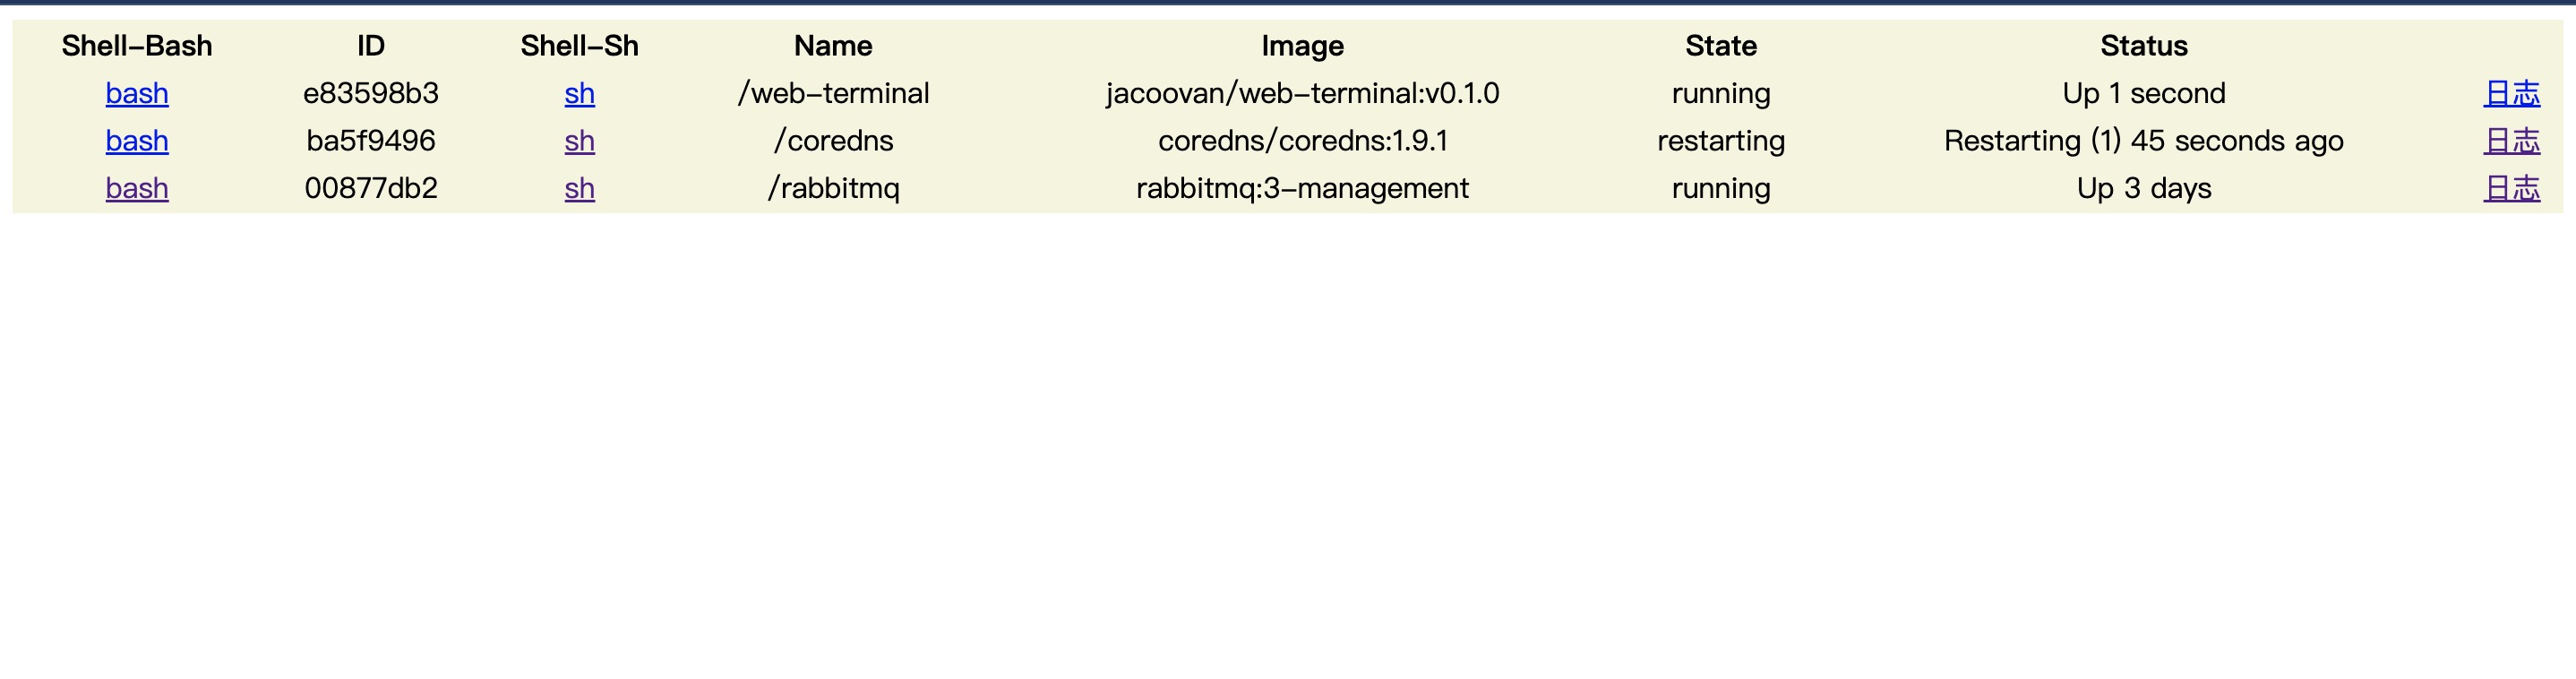 Shell-Bash ID Shell-Sh Name Image State Status
bash e83598b3 sh /web-terminal jacoovan/web-terminal:v0.1.0 running Up 1 second 日志
bash ba5f9496 sh /coredns coredns/coredns:1.9.1 restarting Restarting (1) 45 seconds ago 日志
bash 00877db2 sh /rabbitmq rabbitmq:3-management running Up 3 days 日志